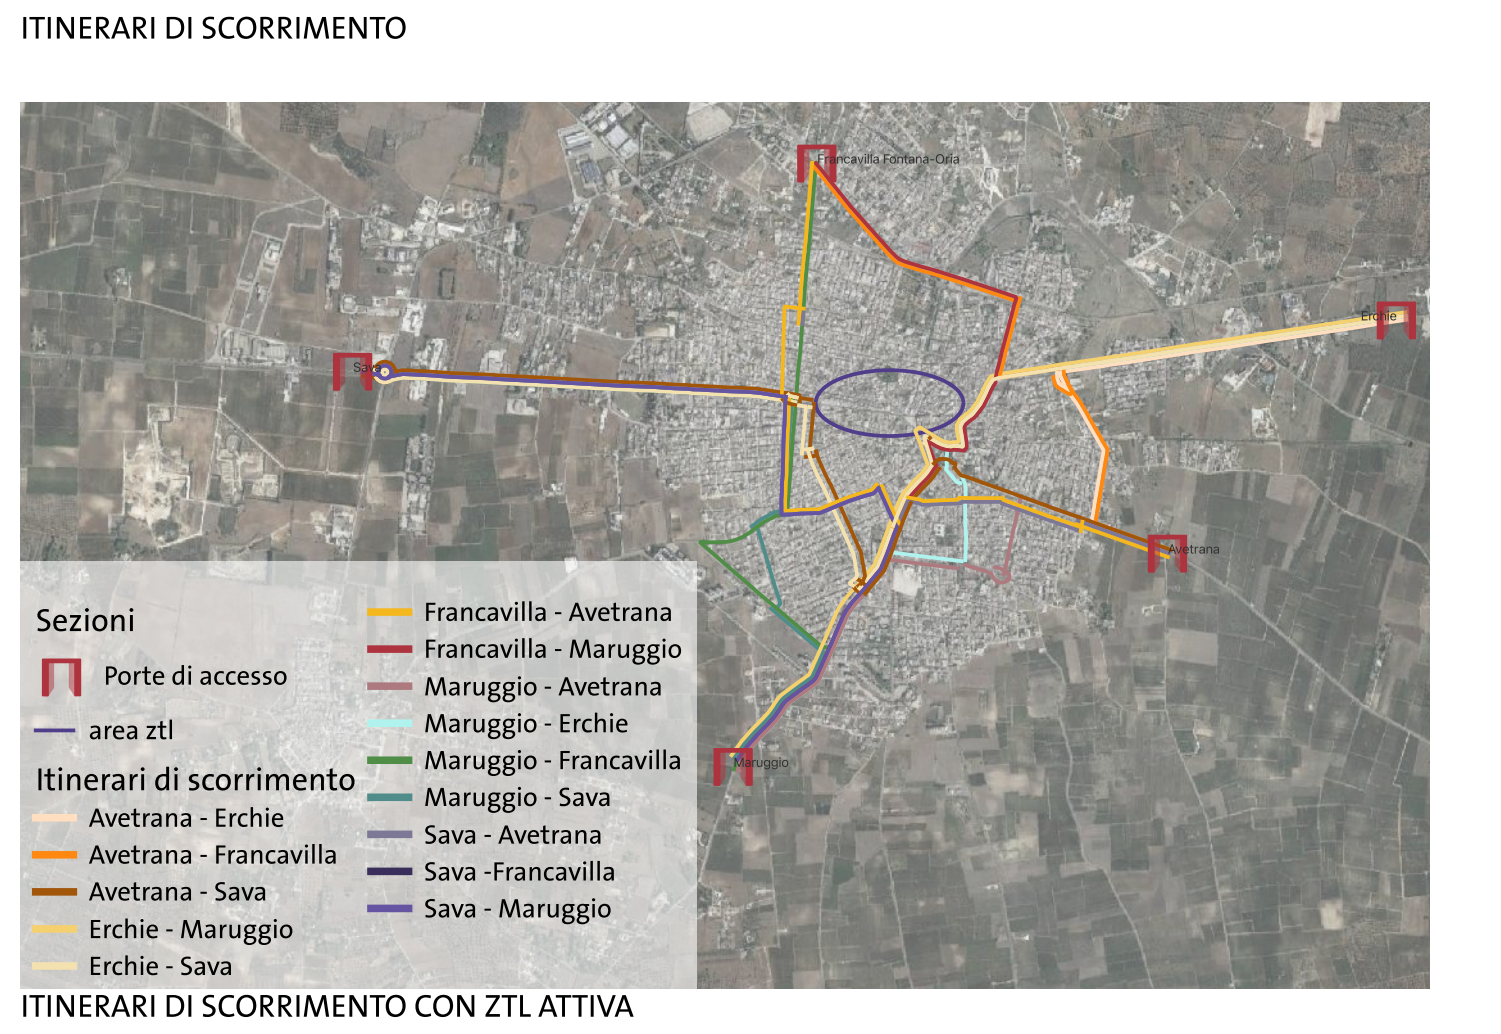 ITINERARI DI SCORRIMENTO
Francavilla Fontana-Oria
Erchie
Sava
Avetrana
Maruggio
Sezioni
Porte di accesso
area ztl
Itinerari di scorrimento
Avetrana - Erchie
Avetrana - Francavilla
Avetrana - Sava
Erchie - Maruggio
Erchie - Sava
Francavilla - Avetrana
Francavilla - Maruggio
Maruggio - Avetrana
Maruggio - Erchie
Maruggio - Francavilla
Maruggio - Sava
Sava - Avetrana
Sava -Francavilla
Sava - Maruggio
ITINERARI DI SCORRIMENTO CON ZTL ATTIVA